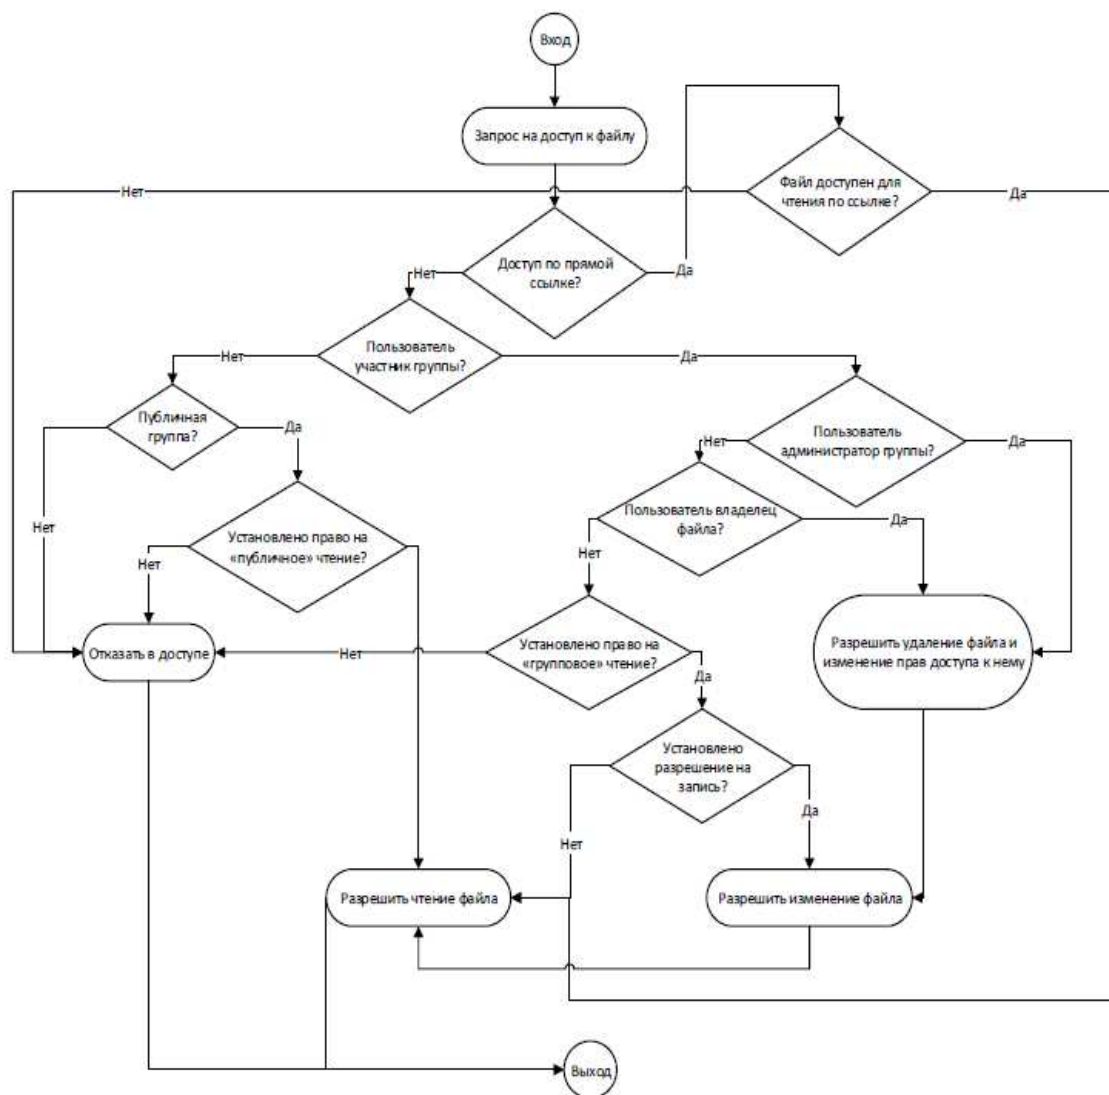 Вход
Запрос на доступ к файлу
Нет
Файл доступен для
чтения по ссылке?
Да
Доступ по прямой
ссылке?
Нет
Да
Пользователь
участник группы?
Нет
Да
Публичная
группа?
Да
Нет
Пользователь
администратор группы?
Нет
Да
Пользователь владелец
файла?
Нет
Да
Установлено право на
«публичное» чтение?
Нет
Отказать в доступе
Установлено право на
«групповое» чтение?
Нет
Да
Разрешить удаление файла и
изменение прав доступа к нему
Установлено
разрешение на
запись?
Нет
Да
Разрешить чтение файла
Разрешить изменение файла
Выход